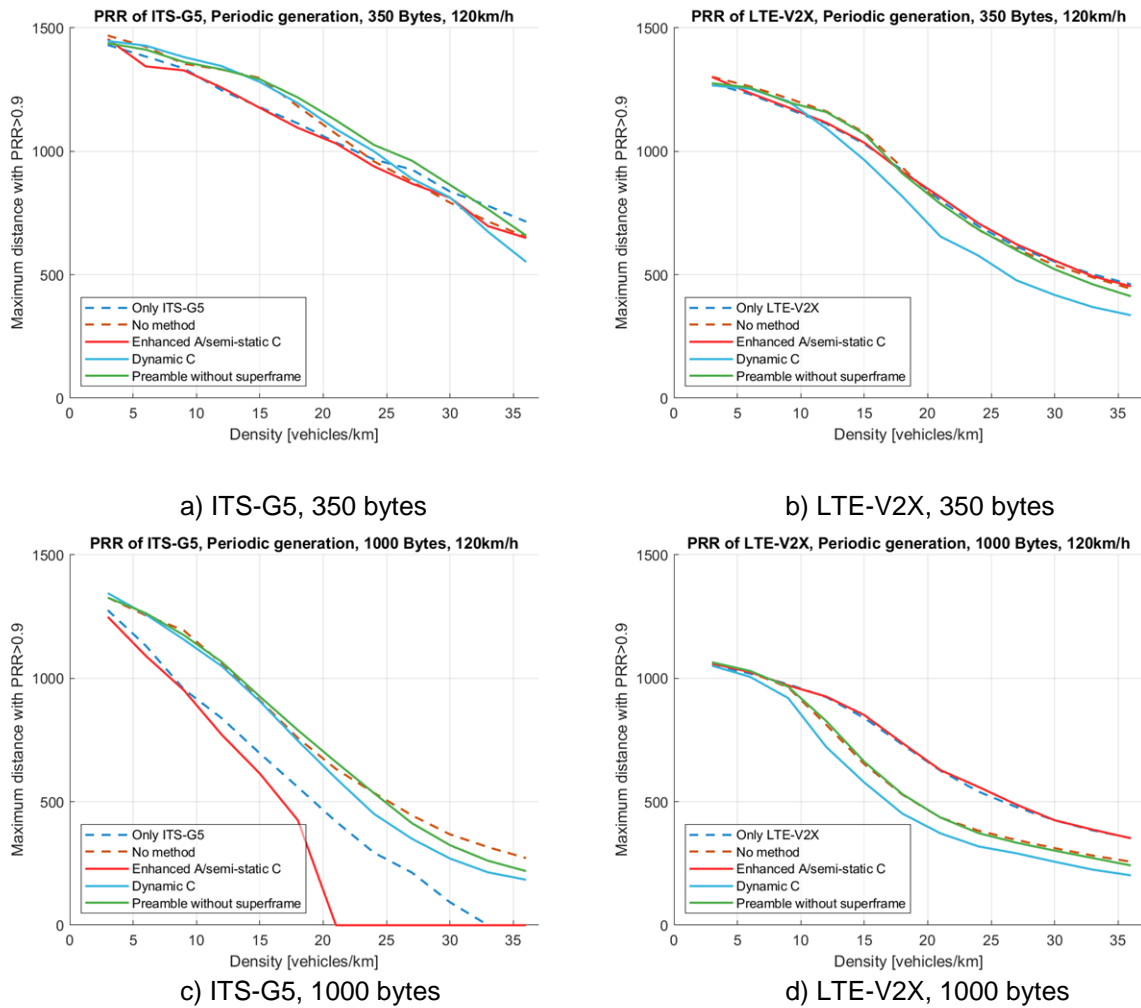 PRR of ITS-G5, Periodic generation, 350 Bytes, 120km/h
Maximum distance with PRR>0.9
1500
1000
500
0
Only ITS-G5
No method
Enhanced A/semi-static C
Dynamic C
Preamble without superframe
0 5 10 15 20 25 30 35
Density [vehicles/km]
a) ITS-G5, 350 bytes
PRR of LTE-V2X, Periodic generation, 350 Bytes, 120km/h
Maximum distance with PRR>0.9
1500
1000
500
0
Only LTE-V2X
No method
Enhanced A/semi-static C
Dynamic C
Preamble without superframe
0 5 10 15 20 25 30 35
Density [vehicles/km]
b) LTE-V2X, 350 bytes
PRR of ITS-G5, Periodic generation, 1000 Bytes, 120km/h
Maximum distance with PRR>0.9
1500
1000
500
0
Only ITS-G5
No method
Enhanced A/semi-static C
Dynamic C
Preamble without superframe
0 5 10 15 20 25 30 35
Density [vehicles/km]
c) ITS-G5, 1000 bytes
PRR of LTE-V2X, Periodic generation, 1000 Bytes, 120km/h
Maximum distance with PRR>0.9
1500
1000
500
0
Only LTE-V2X
No method
Enhanced A/semi-static C
Dynamic C
Preamble without superframe
0 5 10 15 20 25 30 35
Density [vehicles/km]
d) LTE-V2X, 1000 bytes